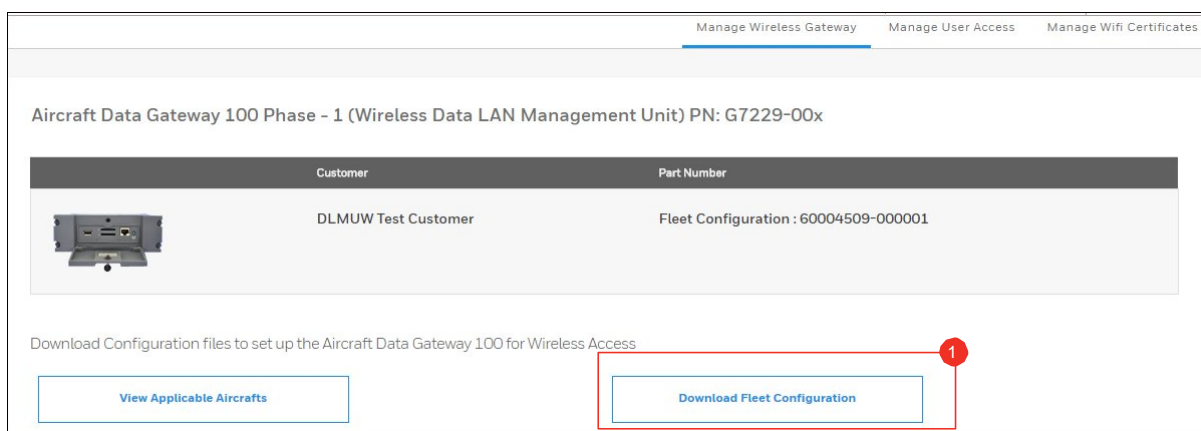 Manage Wireless Gateway Manage User Access Manage Wifi Certificates
Aircraft Data Gateway 100 Phase - 1 (Wireless Data LAN Management Unit) PN: G7229-00x
Customer Part Number
DLMUW Test Customer Fleet Configuration : 60004509-000001
Download Configuration files to set up the Aircraft Data Gateway 100 for Wireless Access
1
View Applicable Aircrafts Download Fleet Configuration